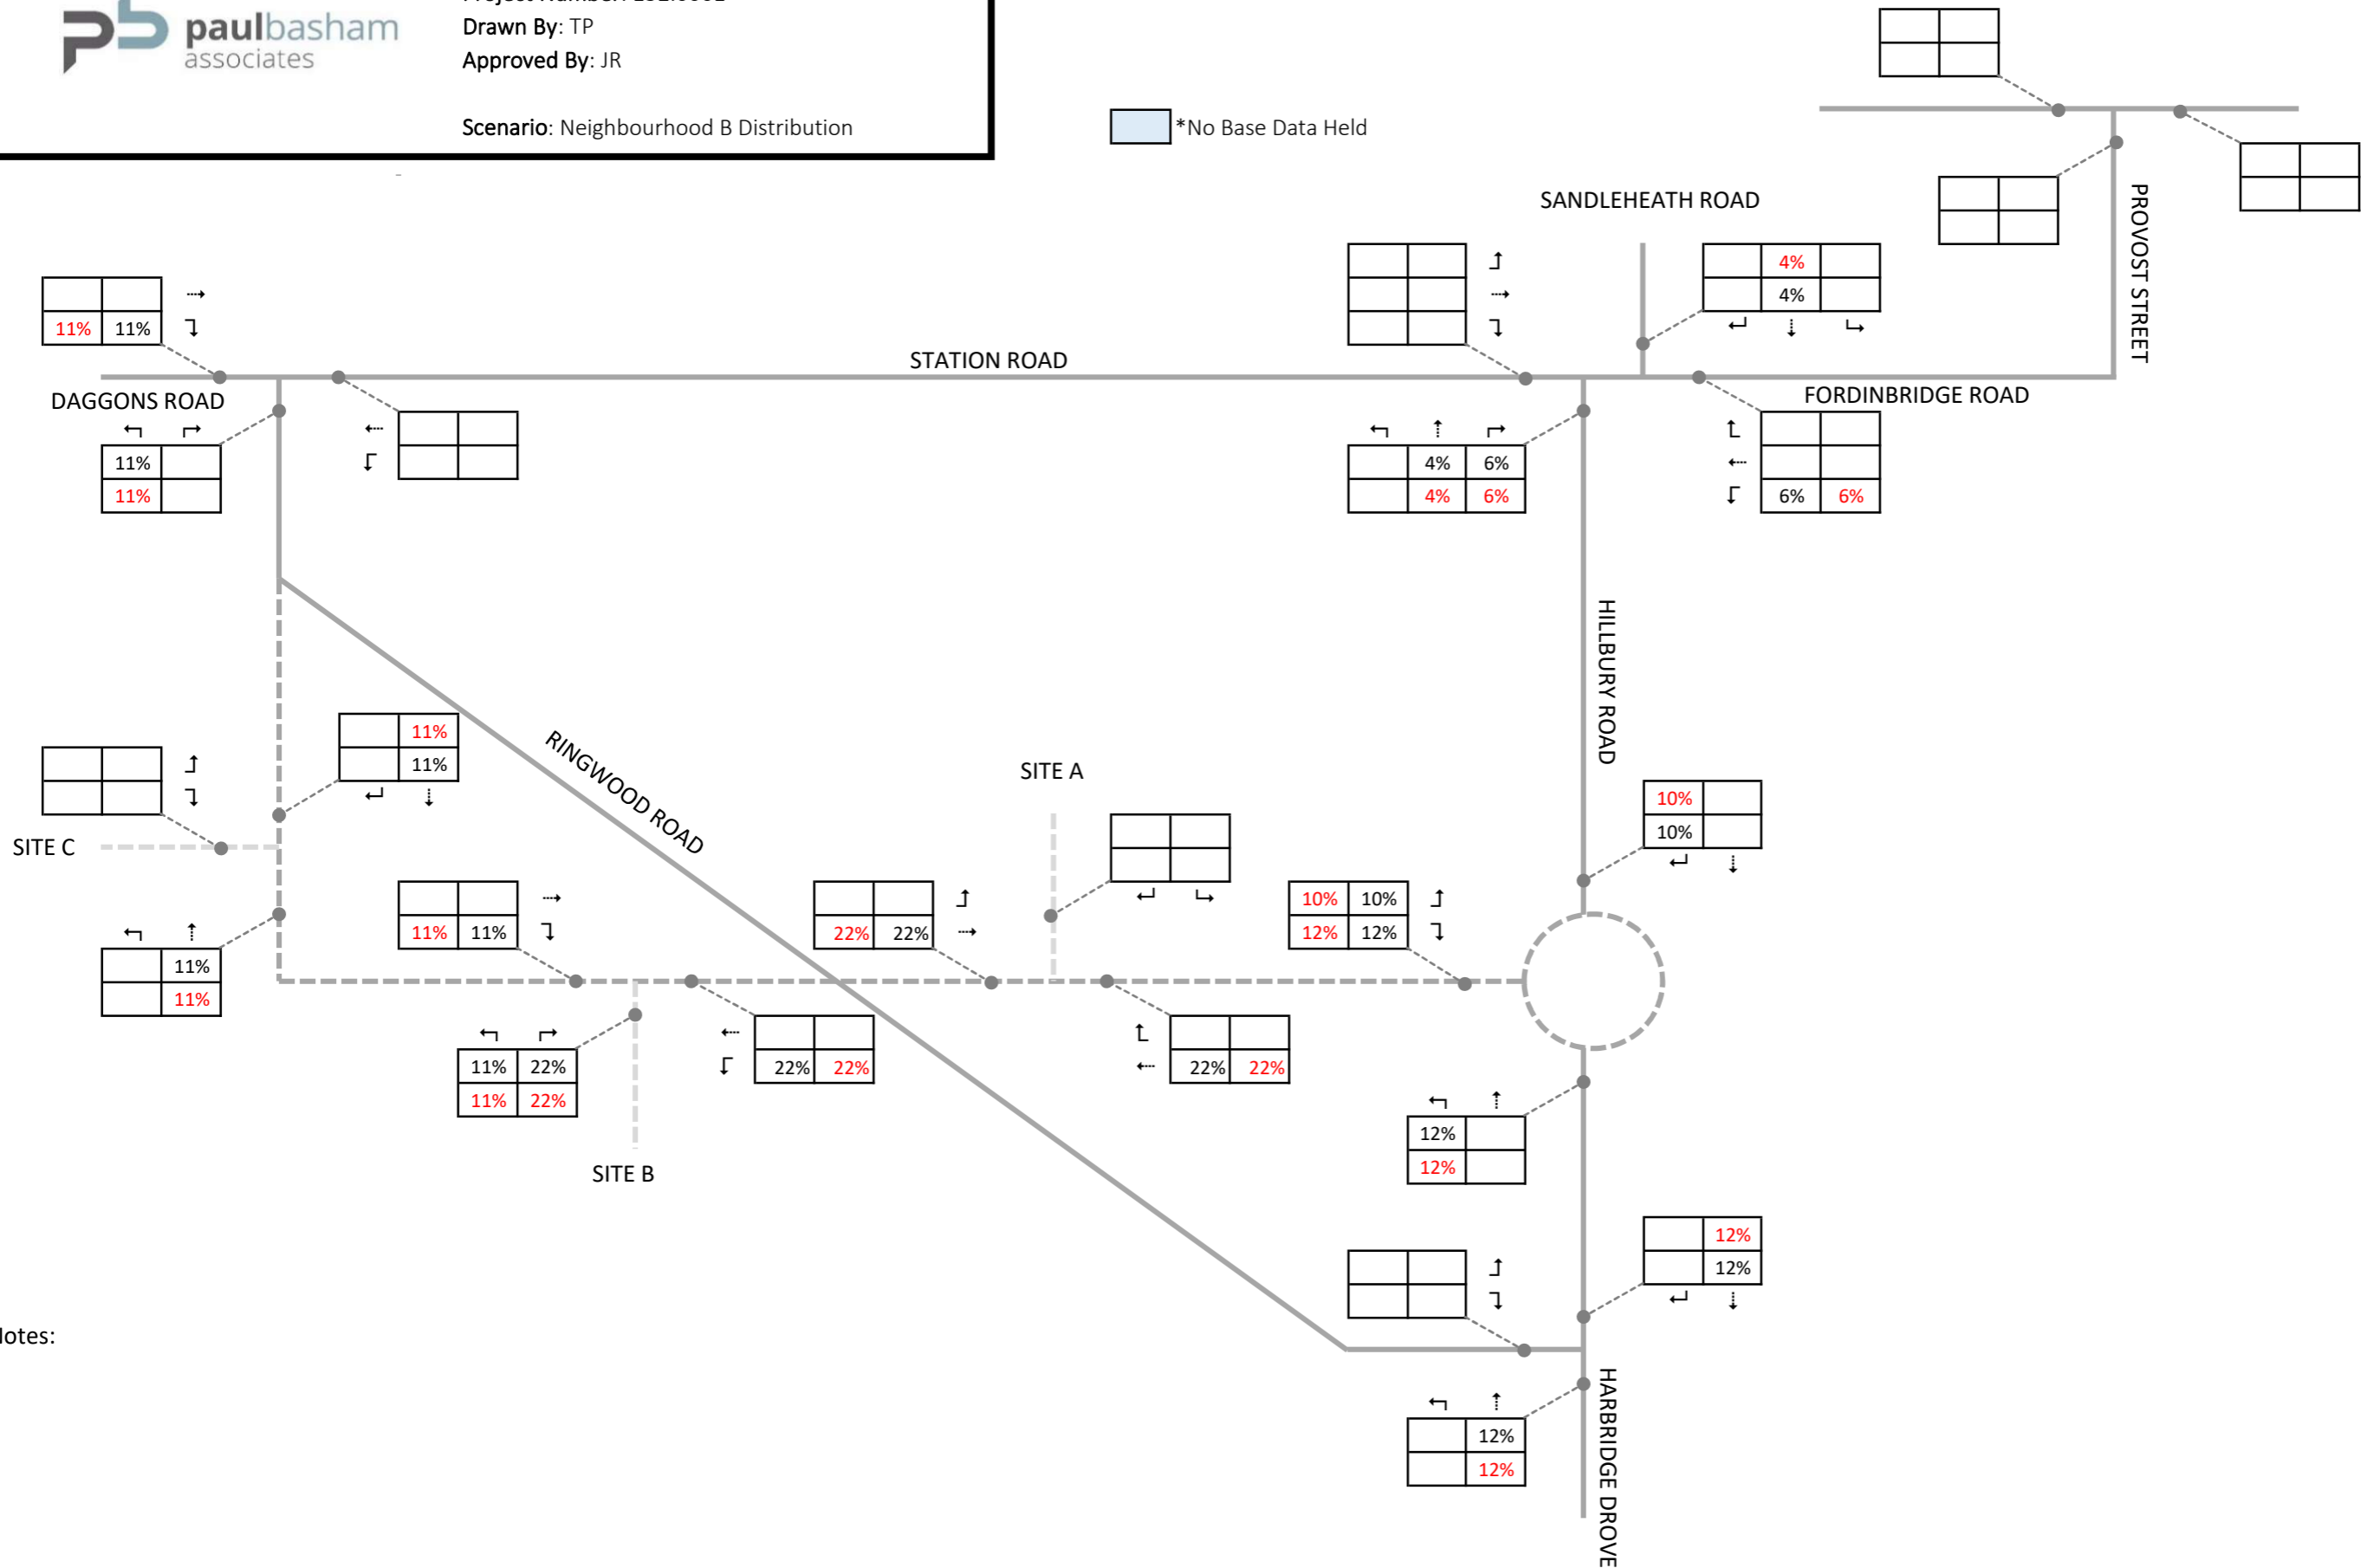 paulbasham
associates
Drawn By: TP
Approved By: JR
Scenario: Neighbourhood B Distribution
*No Base Data Held
PROVOST STREET
SANDLEHEATH ROAD
4%
4%
11% 11%
STATION ROAD
DAGGONS ROAD
FORDINBRIDGE ROAD
11%
11%
4% 6%
4% 6%
6% 6%
HILLBURY ROAD
RINGWOOD ROAD
11%
11%
SITE A
10%
10%
SITE C
11% 11%
22% 22%
10% 10%
12% 12%
11%
11%
11% 22%
11% 22%
22% 22%
22% 22%
SITE B
12%
12%
12%
12%
Notes:
HARBRIDGE DROVE
12%
12%